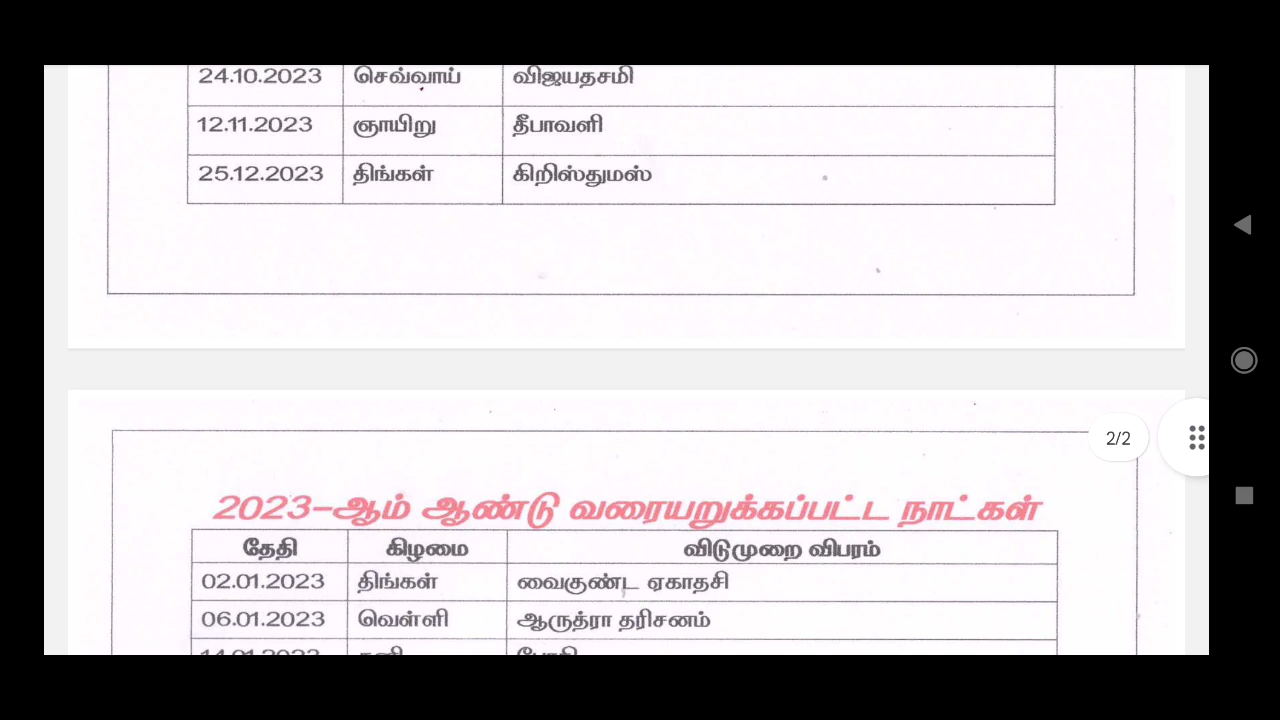 24.10.2023 செவ்வாய் விஜயதசமி
12.11.2023 ஞாயிறு தீபாவளி
25.12.2023 திங்கள் கிறிஸ்துமஸ்
2/2
2023-ஆம் ஆண்டு வரையறுக்கப்பட்ட நாட்கள்
தேதி கிழமை விடுமுறை விபரம்
02.01.2023 திங்கள் வைகுண்ட ஏகாதசி
06.01.2023 வெள்ளி ஆருத்ரா தரிசனம்